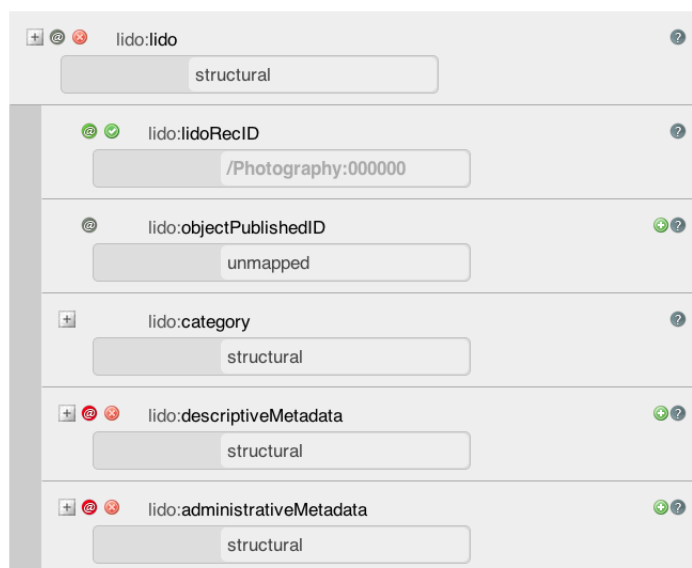 lido:lido
structural
lido:lidoRecID
/Photography:000000
lido:objectPublishedID
unmapped
lido:category
structural
lido:descriptiveMetadata
structural
lido:administrativeMetadata
structural